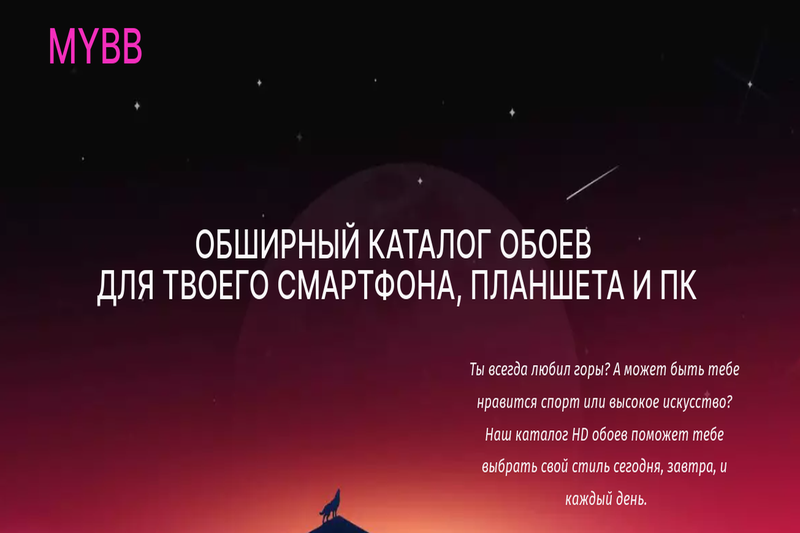 MYBB
ОБШИРНЫЙ КАТАЛОГ ОБОЕВ
ДЛЯ ТВОЕГО СМАРТФОНА, ПЛАНШЕТА И ПК
Ты всегда любил горы? А может быть тебе
нравится спорт или высокое искусство?
Наш каталог HD обоев поможет тебе
выбрать свой стиль сегодня, завтра, и
каждый день.